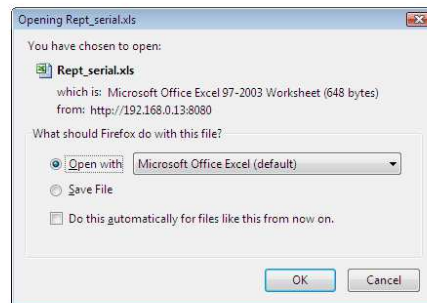 Opening Rept_serial.xls
You have chosen to open:
Rept_serial.xls
which is: Microsoft Office Excel 97-2003 Worksheet (648 bytes)
from: http://192.168.0.13:8080
What should Firefox do with this file?
Open with Microsoft Office Excel (default)
Save File
Do this automatically for files like this from now on.
OK Cancel